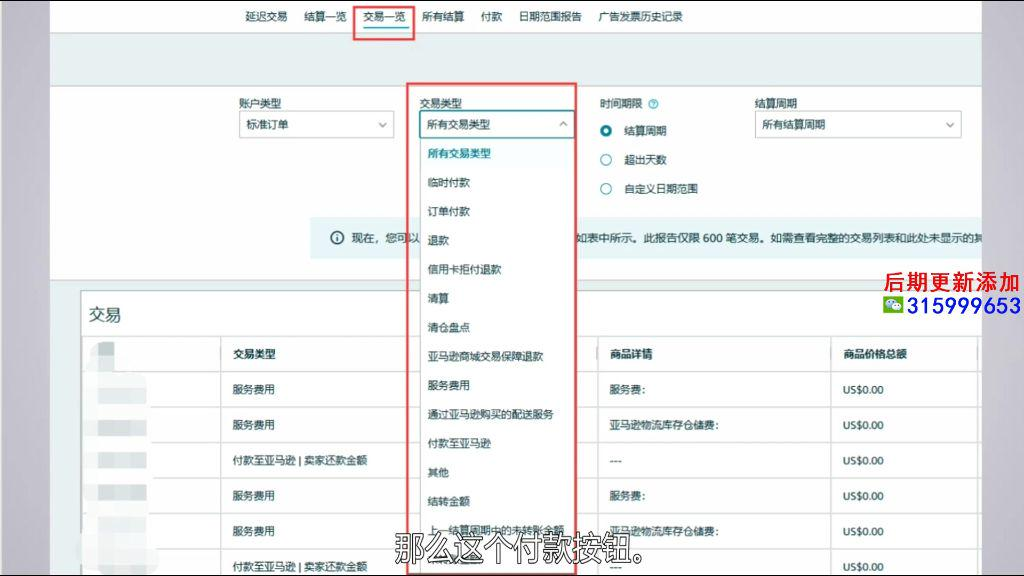 延迟交易 结算一览 交易一览 所有结算 付款 日期范围报告 广告发票历史记录
账户类型 交易类型 时间期限 结算周期
标准订单 所有交易类型 结算周期 所有结算周期
所有交易类型
超出天数
临时付款
自定义日期范围
订单付款
现在，您可以 如表中所示。此报告仅限 600 笔交易。如需查看完整的交易列表和此处未显示的其
退款
信用卡拒付退款
后期更新添加
清算
315999653
交易
清仓盘点
交易类型 亚马逊商城交易保障退款 商品详情 商品价格总额
服务费用 服务费用 服务费: US$0.00
服务费用 通过亚马逊购买的配送服务 亚马逊物流库存仓储费: US$0.00
付款至亚马逊 | 卖家还款金额 付款至亚马逊 --- US$0.00
其他
服务费用 结转金额 服务费: US$0.00
服务费用 上一结算周期中的未转账金额 亚马逊物流库存仓储费: US$0.00
那么这个付款按钮。
付款至亚马逊 | 卖家还款金额 US$0.00